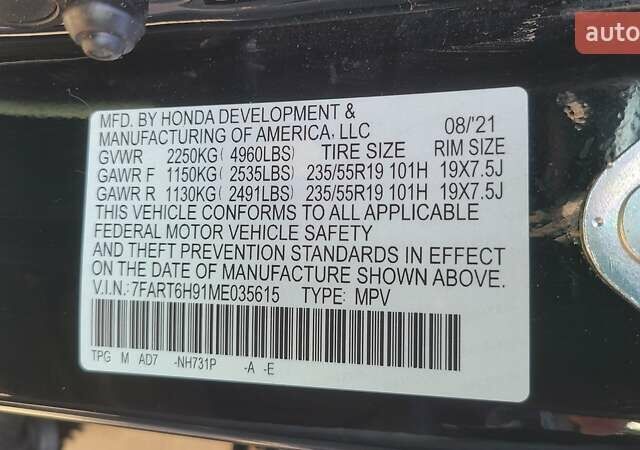 auto
MFD. BY HONDA DEVELOPMENT &
MANUFACTURING OF AMERICA, LLC 08/'21
GVWR 2250KG( 4960LBS) TIRE SIZE RIM SIZE
GAWR F 1150KG( 2535LBS) 235/55R19 101H 19X7.5J
GAWR R 1130KG( 2491LBS) 235/55R19 101H 19X7.5J
THIS VEHICLE CONFORMS TO ALL APPLICABLE
FEDERAL MOTOR VEHICLE SAFETY
AND THEFT PREVENTION STANDARDS IN EFFECT
ON THE DATE OF MANUFACTURE SHOWN ABOVE.
V.I.N.:7FART6H91ME035615 TYPE: MPV
TPG M AD7 -NH731P -A -E